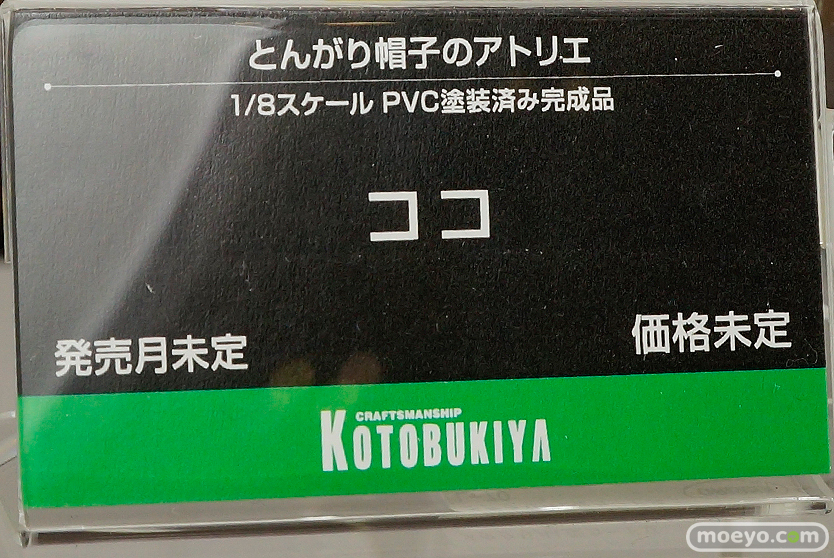 とんがり帽子のアトリエ
1/8スケール PVC塗装済み完成品
ココ
発売月未定
価格未定
CRAFTSMANSHIP
KOTOBUKIYA
moeyo.com